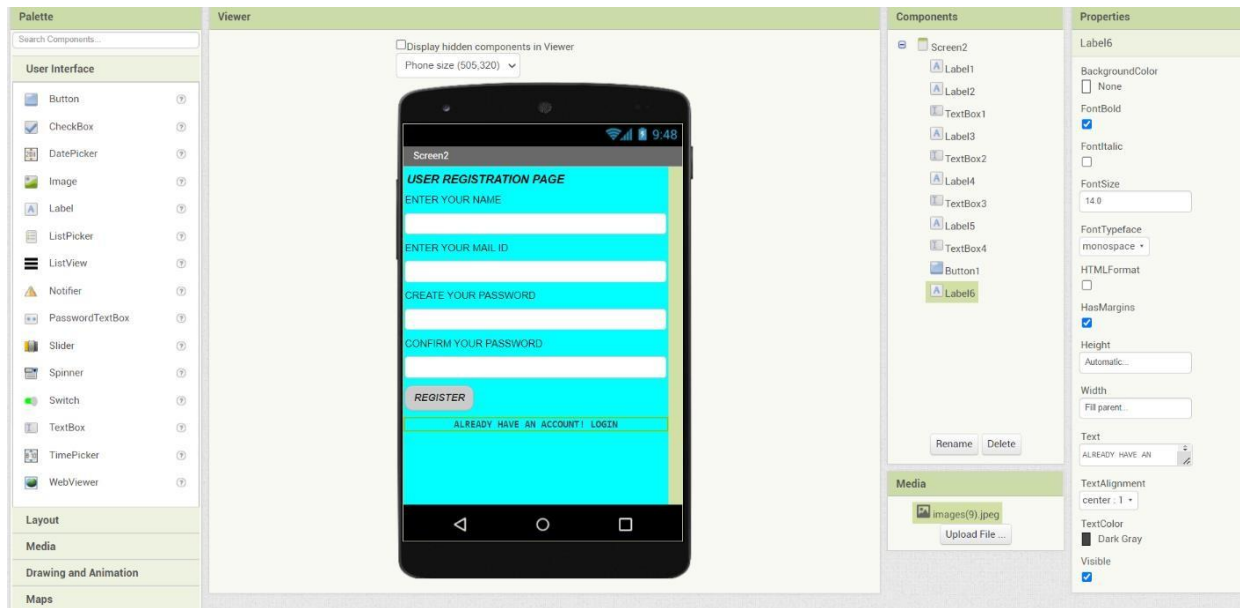 Palette
Search Components...
User Interface
Button
CheckBox
DatePicker
Image
Label
ListPicker
ListView
Notifier
PasswordTextBox
Slider
Spinner
Switch
TextBox
TimePicker
WebViewer
Layout
Media
Drawing and Animation
Maps
Viewer
Display hidden components in Viewer
Phone size (505,320)
9:48
Screen2
USER REGISTRATION PAGE
ENTER YOUR NAME
ENTER YOUR MAIL ID
CREATE YOUR PASSWORD
CONFIRM YOUR PASSWORD
REGISTER
ALREADY HAVE AN ACCOUNT! LOGIN
Components
Screen2
Label1
Label2
TextBox1
Label3
TextBox2
Label4
TextBox3
Label5
TextBox4
Button1
Label6
Rename Delete
Media
images(9).jpeg
Upload File ...
Properties
Label6
BackgroundColor
None
FontBold
FontItalic
FontSize
14.0
FontTypeface
monospace
HTMLFormat
HasMargins
Height
Automatic...
Width
Fill parent...
Text
ALREADY HAVE AN
TextAlignment
center : 1
TextColor
Dark Gray
Visible